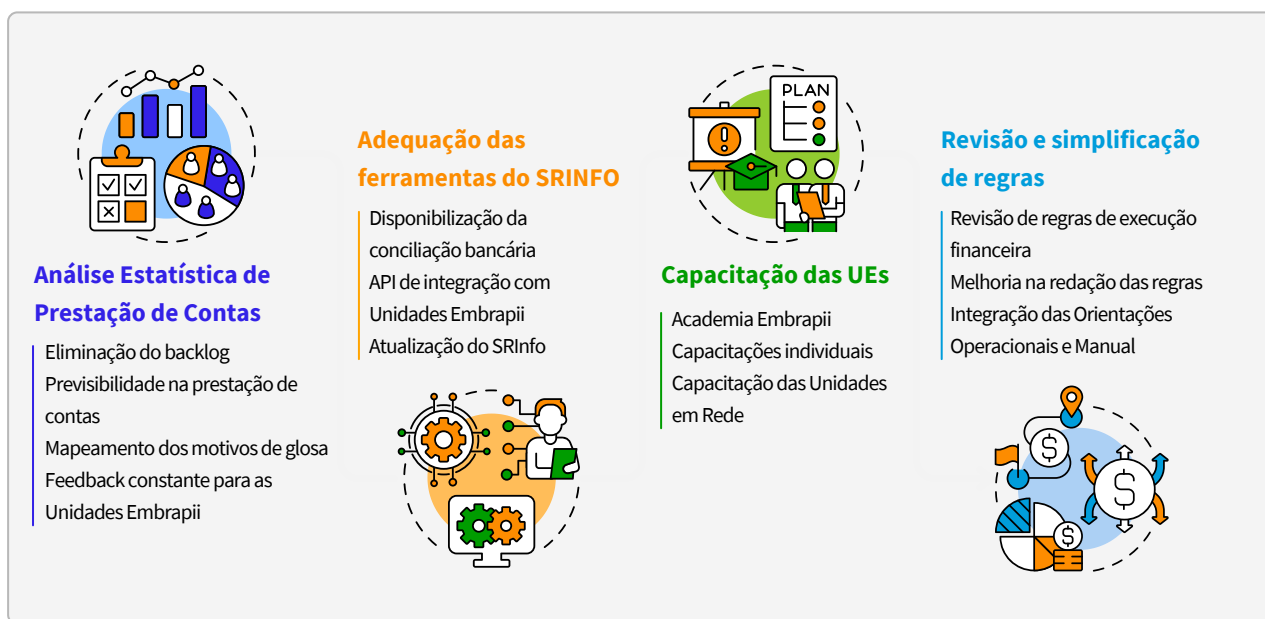 Análise Estatística de
Prestação de Contas
Eliminação do backlog
Previsibilidade na prestação de
contas
Mapeamento dos motivos de glosa
Feedback constante para as
Unidades Embrapii
Adequação das
ferramentas do SRINFO
Disponibilização da
conciliação bancária
API de integração com
Unidades Embrapii
Atualização do SRInfo
PLAN
Capacitação das UEs
Academia Embrapii
Capacitações individuais
Capacitação das Unidades
em Rede
Revisão e simplificação
de regras
Revisão de regras de execução
financeira
Melhoria na redação das regras
Integração das Orientações
Operacionais e Manual
$
$
$